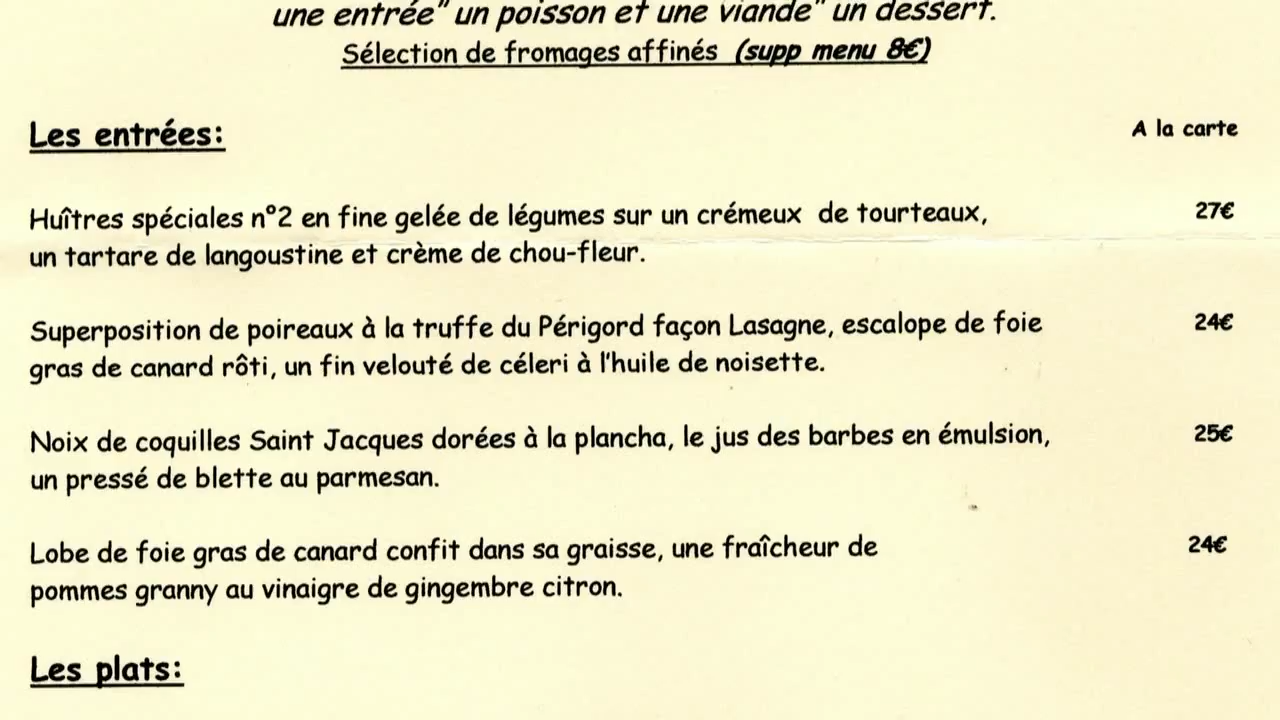 une entrée" un poisson et une viande" un dessert.
Sélection de fromages affinés (supp menu 8€)
Les entrées:
A la carte
Huîtres spéciales n°2 en fine gelée de légumes sur un crémeux de tourteaux, 27€
un tartare de langoustine et crème de chou-fleur.
Superposition de poireaux à la truffe du Périgord façon Lasagne, escalope de foie 24€
gras de canard rôti, un fin velouté de céleri à l'huile de noisette.
Noix de coquilles Saint Jacques dorées à la plancha, le jus des barbes en émulsion, 25€
un pressé de blette au parmesan.
Lobe de foie gras de canard confit dans sa graisse, une fraîcheur de 24€
pommes granny au vinaigre de gingembre citron.
Les plats: